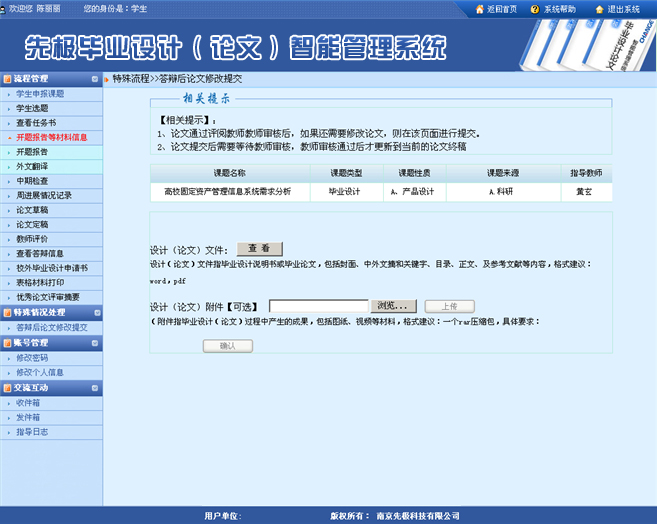 欢迎您 陈丽丽 您的身份是：学生
返回首页 系统帮助 退出系统
先极毕业设计（论文）智能管理系统
流程管理
学生申报课题
学生选题
查看任务书
开题报告等材料信息
开题报告
外文翻译
中期检查
周进展情况记录
论文草稿
论文定稿
教师评价
查看答辩信息
校外毕业设计申请书
表格材料打印
优秀论文评审摘要
特殊情况处理
答辩后论文修改提交
账号管理
修改密码
修改个人信息
交流互动
收件箱
发件箱
指导日志
特殊流程>>答辩后论文修改提交
相关提示
【相关提示】：
1、论文通过评阅教师教师审核后，如果还需要修改论文，则在该页面进行提交。
2、论文提交后需要等待教师审核，教师审核通过后才更新到当前的论文终稿
课题名称 课题类型 课题性质 课题来源 指导教师
高校固定资产管理信息系统需求分析 毕业设计 A．产品设计 A.科研 黄宏
设计（论文）文件： 查 看
设计（论文）文件指毕业设计说明书或毕业论文，包括封面、中外文摘和关键字、目录、正文、及参考文献等内容，格式建议：
word，pdf
设计（论文）附件【可选】 浏览... 上传
（附件指毕业设计（论文）过程中产生的成果，包括图纸、视频等材料，格式建议：一个rar压缩包，具体要求：
确认
用户单位： 版权所有： 南京先极科技有限公司